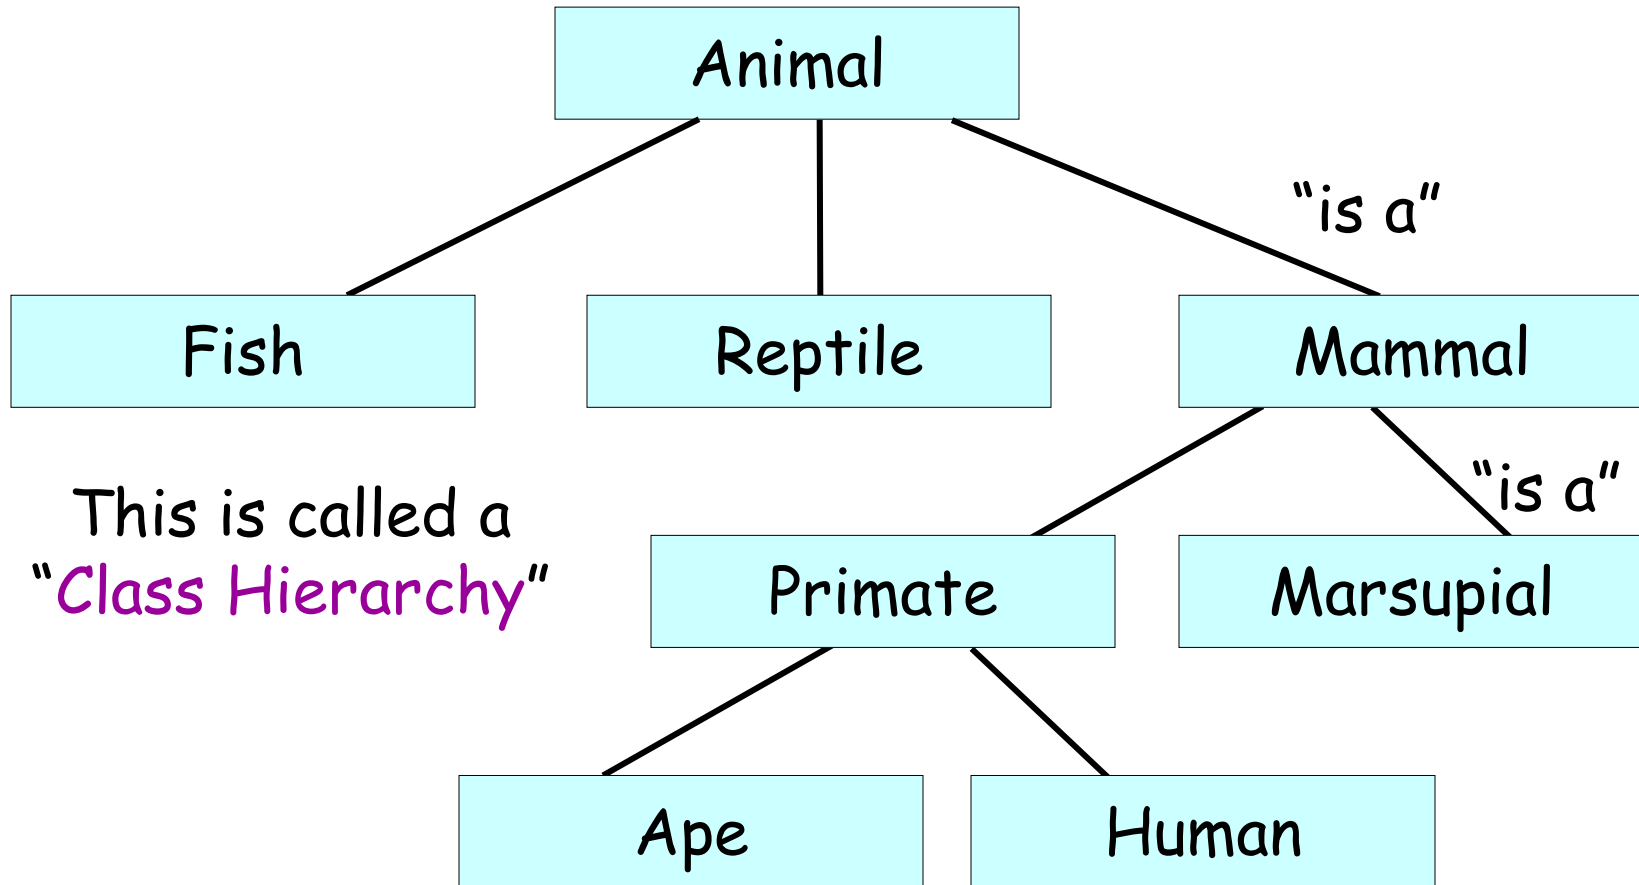 Animal
“is a”
Fish
Reptile
Mammal
“is a”
This is called a
“Class Hierarchy”
Primate
Marsupial
Ape
Human